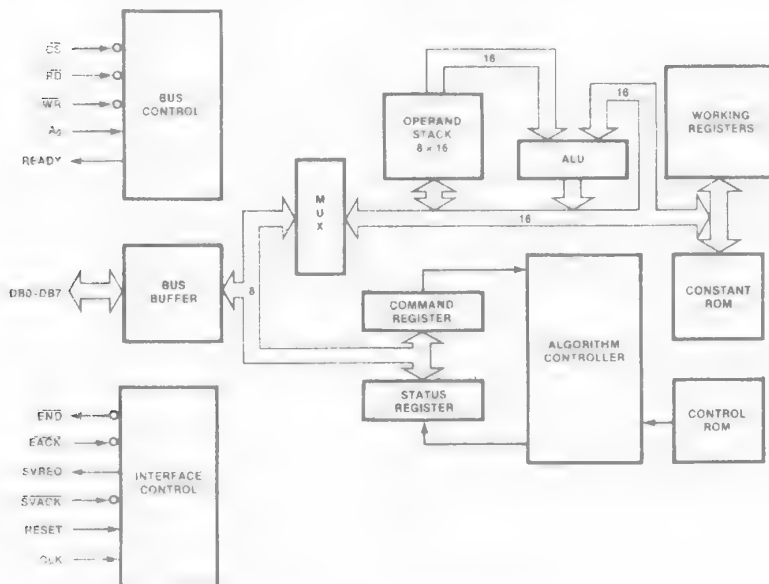 CS
RD
WR
A0
READY
BUS
CONTROL
DB0-DB7
BUS
BUFFER
8
END
EACK
SVREQ
SVACK
RESET
CLK
INTERFACE
CONTROL
MUX
16
OPERAND
STACK
8 × 16
ALU
16
WORKING
REGISTERS
16
COMMAND
REGISTER
STATUS
REGISTER
ALGORITHM
CONTROLLER
CONSTANT
ROM
CONTROL
ROM